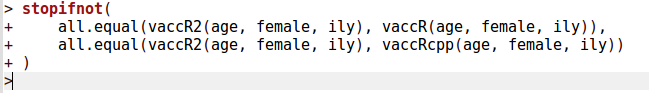 > stopifnot(
+     all.equal(vaccR2(age, female, ily), vaccR(age, female, ily)),
+     all.equal(vaccR2(age, female, ily), vaccRcpp(age, female, ily))
+ )
>